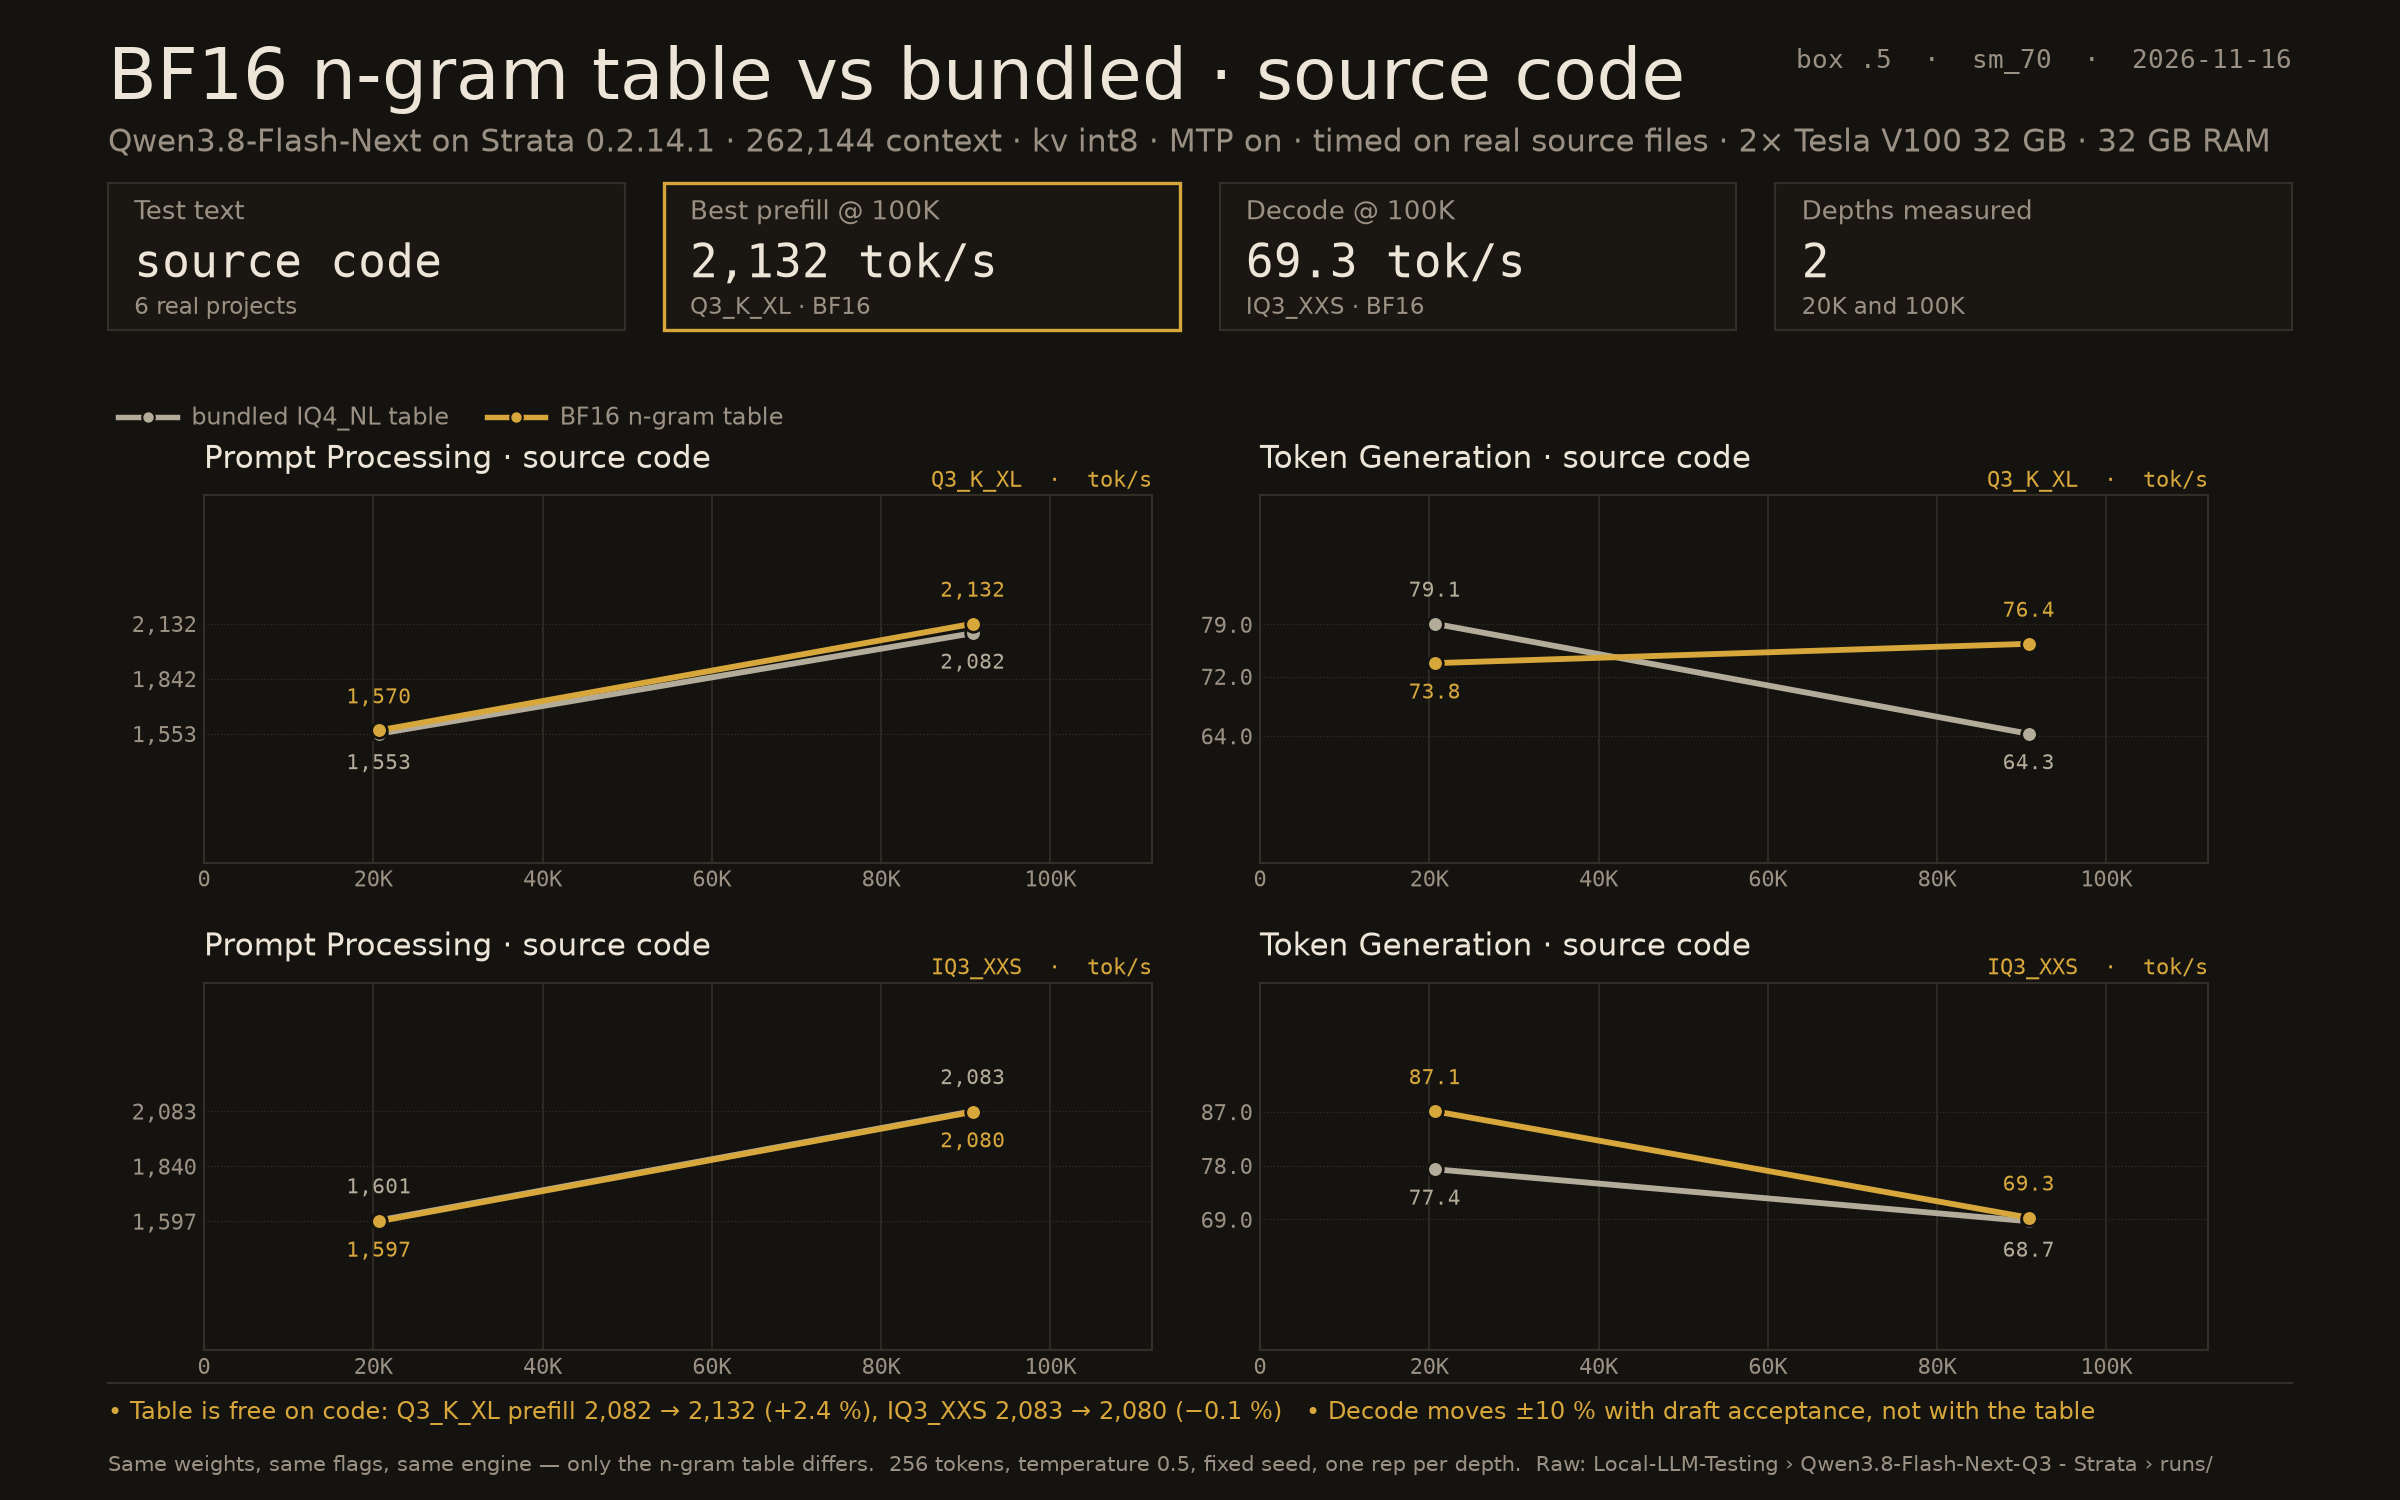 BF16 n-gram table vs bundled · source code
box .5 · sm_70 · 2026-11-16
Qwen3.8-Flash-Next on Strata 0.2.14.1 · 262,144 context · kv int8 · MTP on · timed on real source files · 2× Tesla V100 32 GB · 32 GB RAM
Test text
source code
6 real projects
Best prefill @ 100K
2,132 tok/s
Q3_K_XL · BF16
Decode @ 100K
69.3 tok/s
IQ3_XXS · BF16
Depths measured
2
20K and 100K
bundled IQ4_NL table
BF16 n-gram table
Prompt Processing · source code
Q3_K_XL · tok/s
2,132
1,842
1,553
1,570
1,553
2,132
2,082
0 20K 40K 60K 80K 100K
Token Generation · source code
Q3_K_XL · tok/s
79.0
72.0
64.0
79.1
73.8
76.4
64.3
0 20K 40K 60K 80K 100K
Prompt Processing · source code
IQ3_XXS · tok/s
2,083
1,840
1,597
1,601
1,597
2,083
2,080
0 20K 40K 60K 80K 100K
Token Generation · source code
IQ3_XXS · tok/s
87.0
78.0
69.0
87.1
77.4
69.3
68.7
0 20K 40K 60K 80K 100K
• Table is free on code: Q3_K_XL prefill 2,082 → 2,132 (+2.4 %), IQ3_XXS 2,083 → 2,080 (−0.1 %) • Decode moves ±10 % with draft acceptance, not with the table
Same weights, same flags, same engine — only the n-gram table differs. 256 tokens, temperature 0.5, fixed seed, one rep per depth. Raw: Local-LLM-Testing › Qwen3.8-Flash-Next-Q3 - Strata › runs/